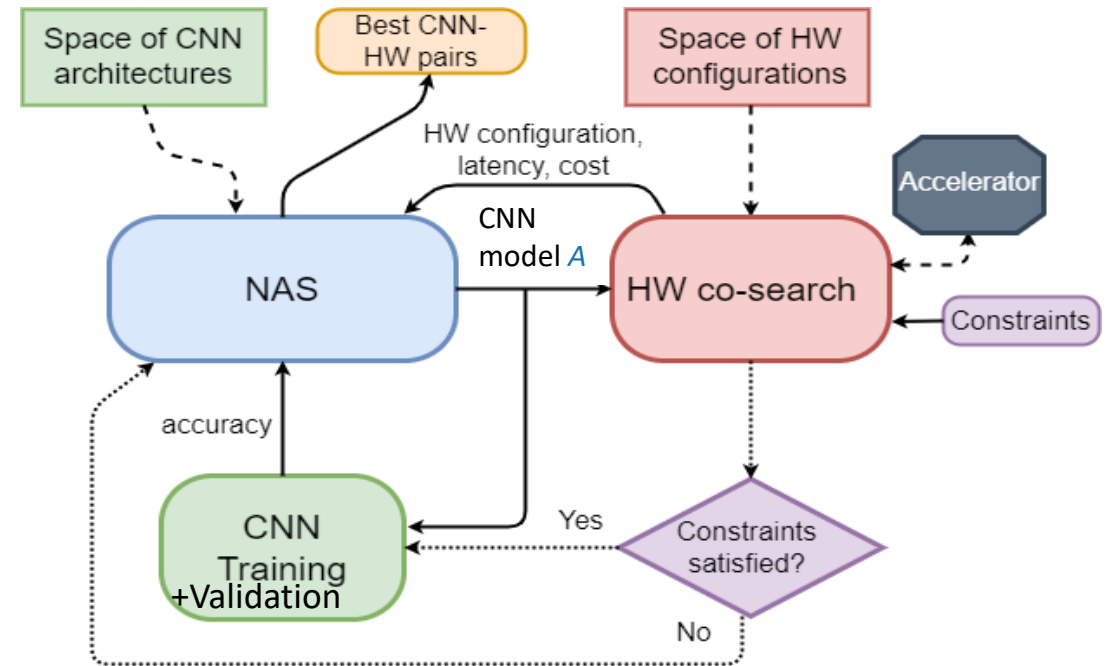 Space of CNN
architectures
Best CNN-
HW pairs
Space of HW
configurations
HW configuration,
latency, cost
Accelerator
CNN
model A
NAS
HW co-search
Constraints
accuracy
CNN
Training
+Validation
Yes
Constraints
satisfied?
No